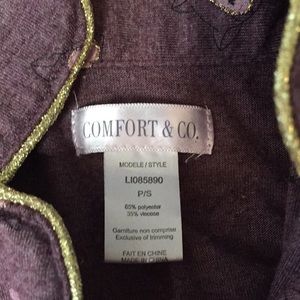 COMFORT & CO.
MODELE / STYLE
LI085890
P/S
65% polyester
35% viscose
Garniture non comprise
Exclusive of trimming
FAIT EN CHINE
MADE IN CHINA